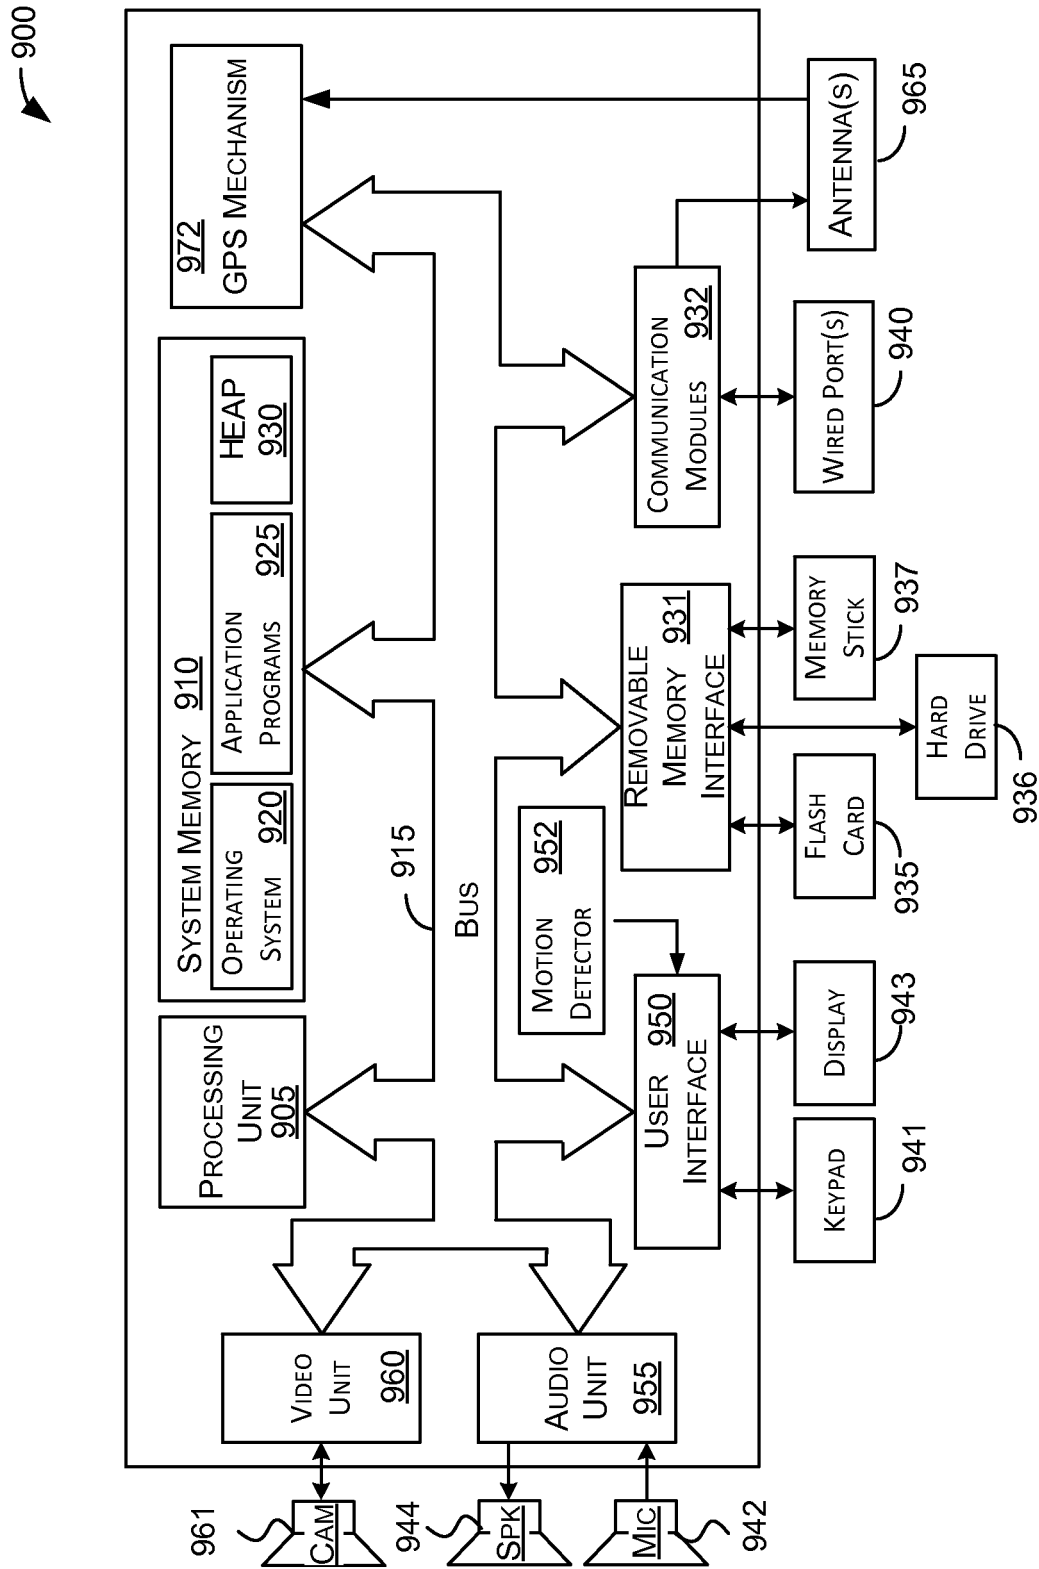 900
972
GPS MECHANISM
SYSTEM MEMORY 910
OPERATING
SYSTEM 920
APPLICATION
PROGRAMS 925
HEAP
930
PROCESSING
UNIT
905
915
BUS
VIDEO
UNIT
960
AUDIO
UNIT
955
MOTION
DETECTOR 952
USER
INTERFACE 950
REMOVABLE
MEMORY
INTERFACE 931
COMMUNICATION
MODULES 932
CAM
961
SPK
944
MIC
942
KEYPAD
941
DISPLAY
943
FLASH
CARD
935
HARD
DRIVE
936
MEMORY
STICK
937
WIRED PORT(S)
940
ANTENNA(S)
965